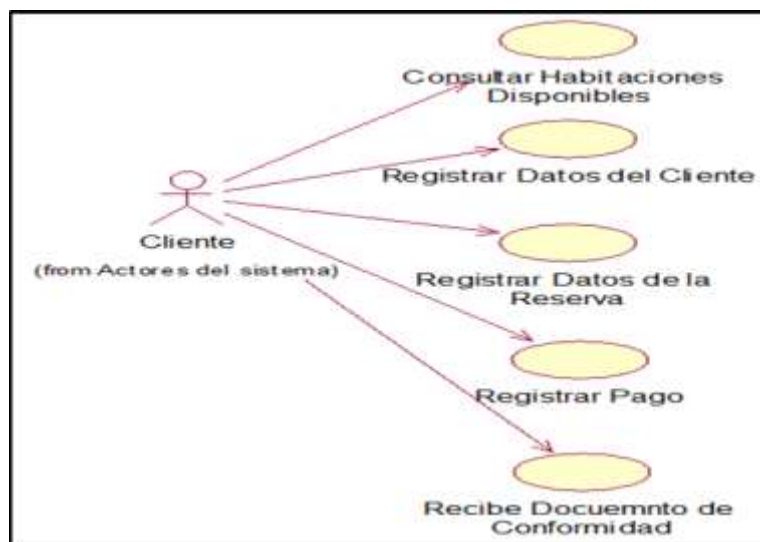 Consultar Habitaciones
Disponibles
Registrar Datos del Cliente
Cliente
(from Actores del sistema)
Registrar Datos de la
Reserva
Registrar Pago
Recibe Docuemnto de
Conformidad